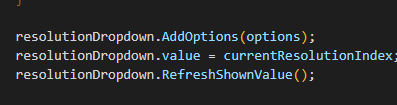 }
resolutionDropdown.AddOptions(options);
resolutionDropdown.value = currentResolutionIndex;
resolutionDropdown.RefreshShownValue();